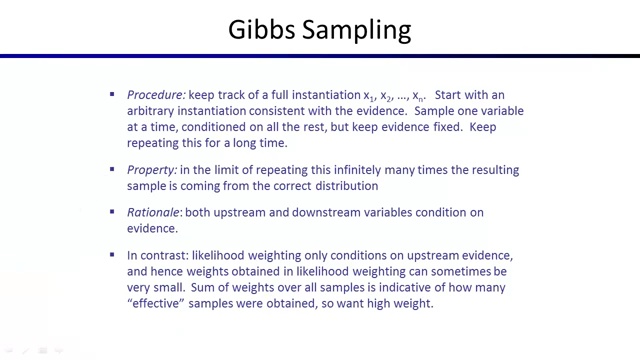 Gibbs Sampling
▪ Procedure: keep track of a full instantiation x1, x2, …, xn. Start with an
arbitrary instantiation consistent with the evidence. Sample one variable
at a time, conditioned on all the rest, but keep evidence fixed. Keep
repeating this for a long time.
▪ Property: in the limit of repeating this infinitely many times the resulting
sample is coming from the correct distribution
▪ Rationale: both upstream and downstream variables condition on
evidence.
▪ In contrast: likelihood weighting only conditions on upstream evidence,
and hence weights obtained in likelihood weighting can sometimes be
very small. Sum of weights over all samples is indicative of how many
“effective” samples were obtained, so want high weight.